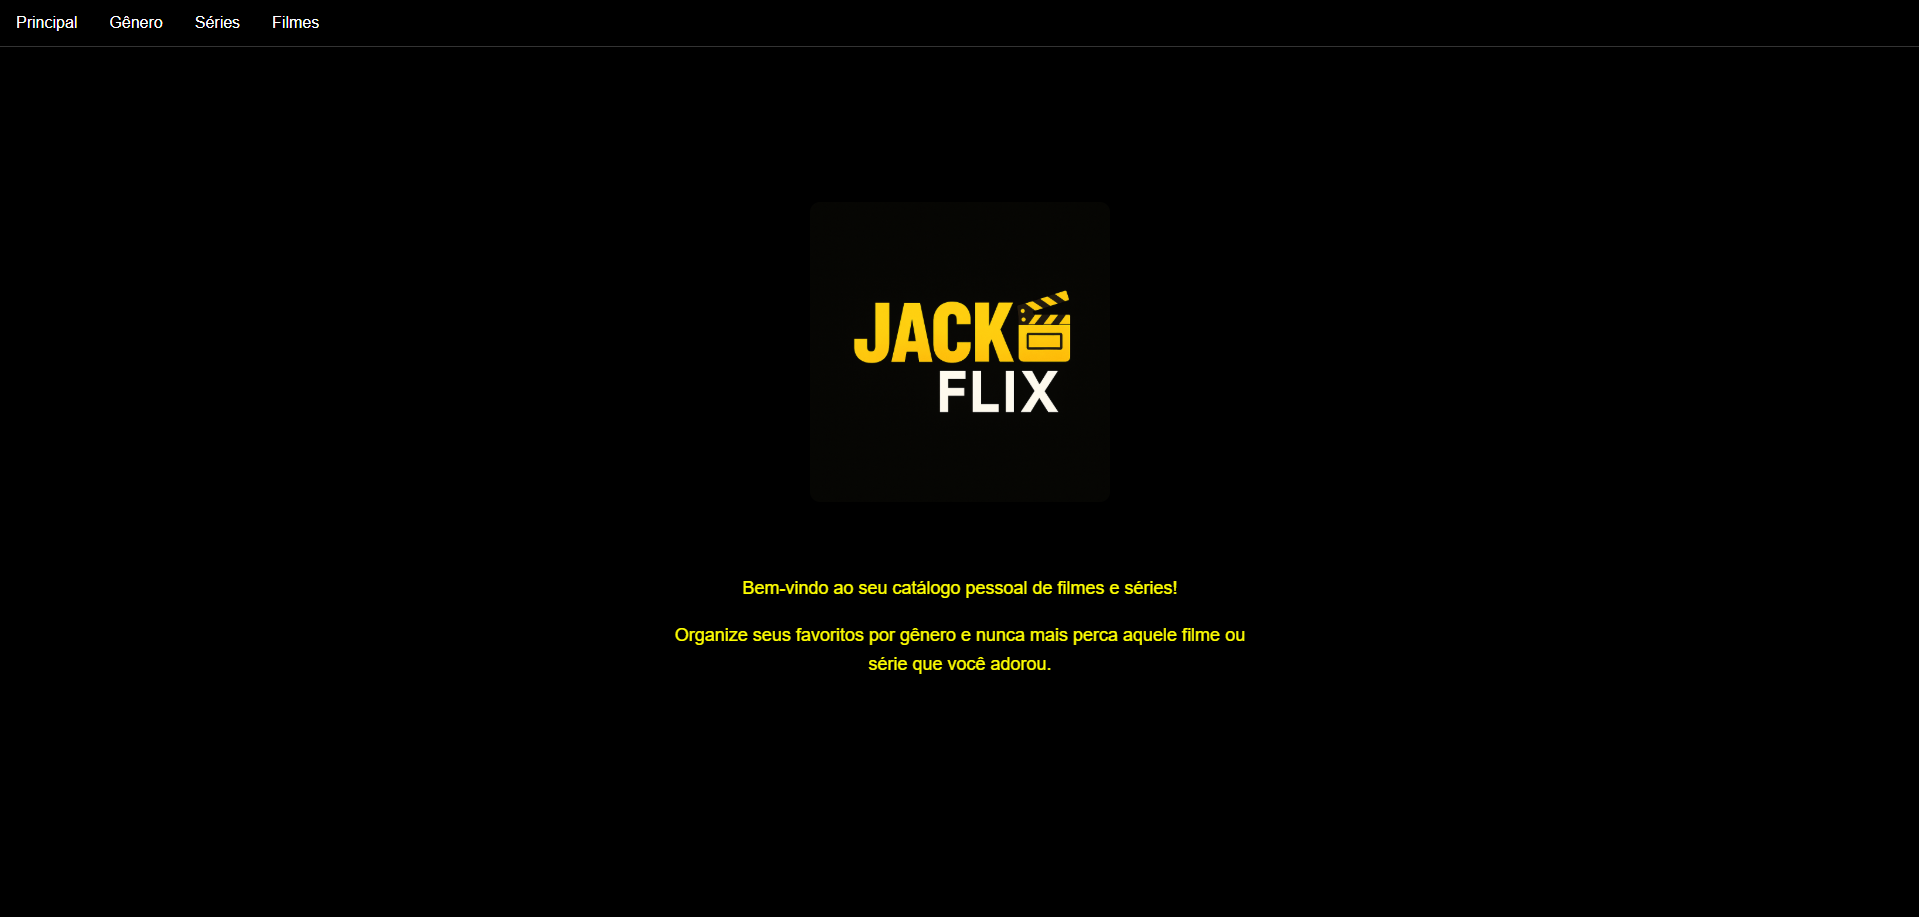 Principal Gênero Séries Filmes
JACK
FLIX
Bem-vindo ao seu catálogo pessoal de filmes e séries!
Organize seus favoritos por gênero e nunca mais perca aquele filme ou
série que você adorou.